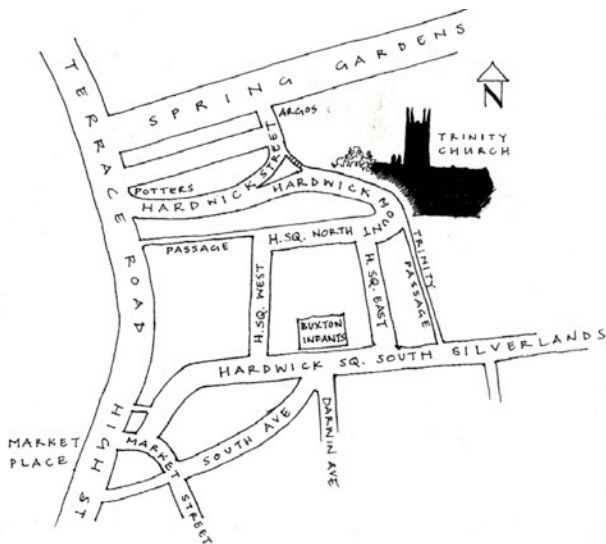 SPRING GARDENS
TERRACE ROAD
ARGOS
N
TRINITY
CHURCH
POTTERS
HARDWICK STREET
HARDWICK MOUNT
H. SQ. NORTH
PASSAGE
TRINITY
PASSAGE
H. SQ. WEST
H. SQ. EAST
BUXTON
INFANTS
HARDWICK SQ. SOUTH
SILVERLANDS
HIGH ST
MARKET
PLACE
MARKET STREET
SOUTH AVE
DARNIN AVE